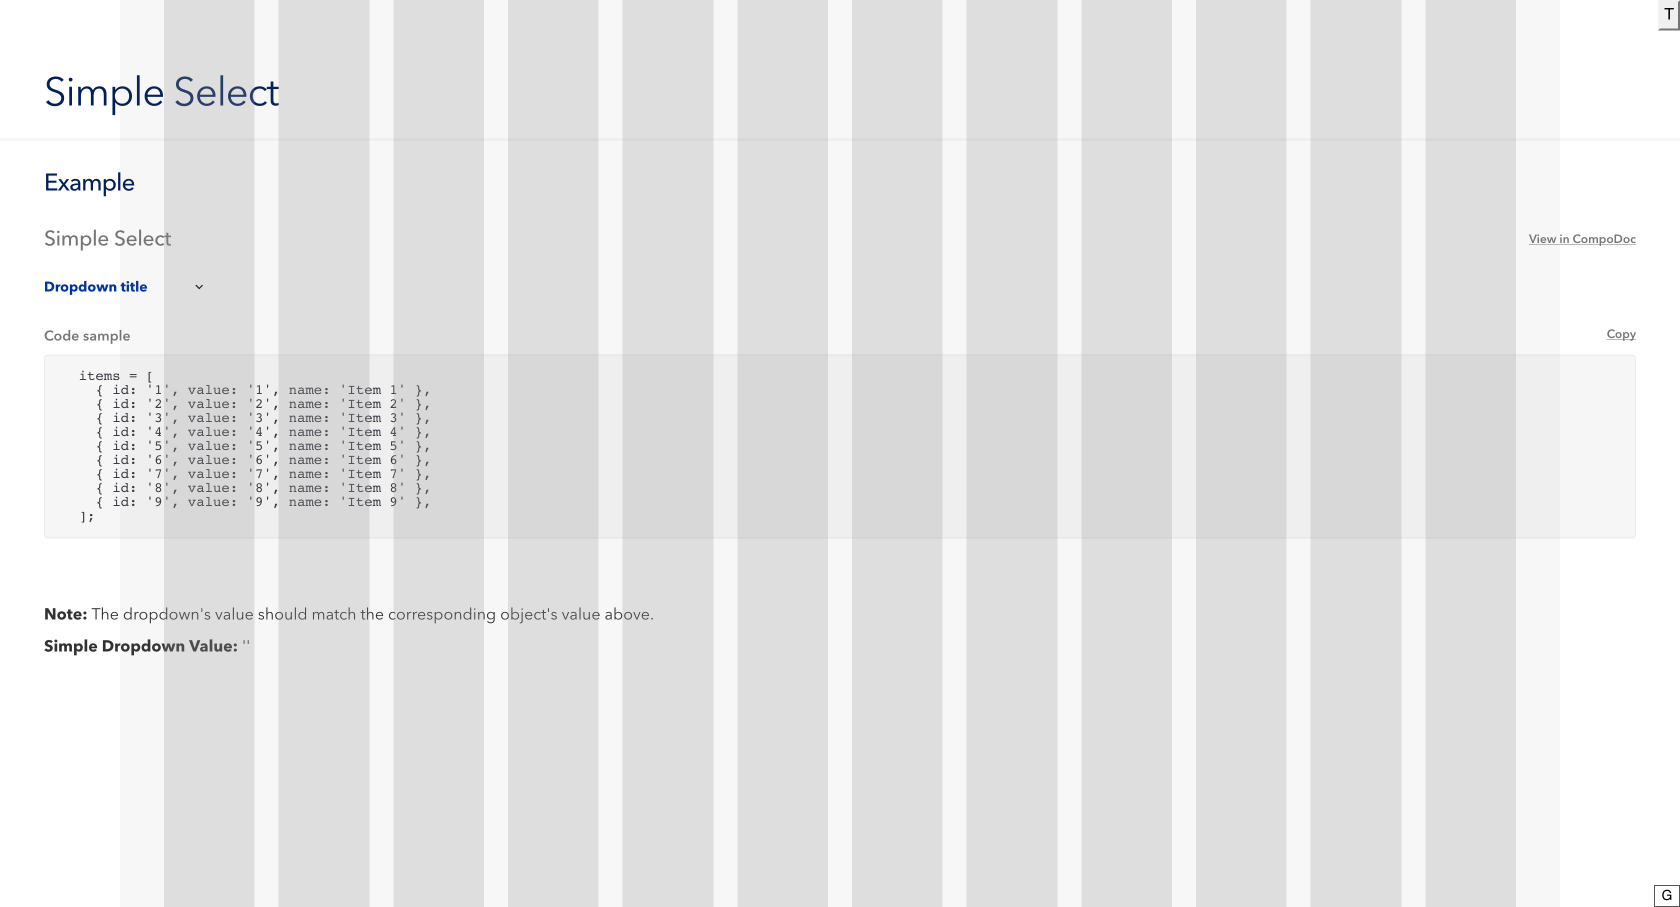 T
Simple Select
Example
Simple Select
View in CompoDoc
Dropdown title
Code sample
Copy
items = [
{ id: '1', value: '1', name: 'Item 1' },
{ id: '2', value: '2', name: 'Item 2' },
{ id: '3', value: '3', name: 'Item 3' },
{ id: '4', value: '4', name: 'Item 4' },
{ id: '5', value: '5', name: 'Item 5' },
{ id: '6', value: '6', name: 'Item 6' },
{ id: '7', value: '7', name: 'Item 7' },
{ id: '8', value: '8', name: 'Item 8' },
{ id: '9', value: '9', name: 'Item 9' },
];
Note: The dropdown's value should match the corresponding object's value above.
Simple Dropdown Value: ''
G